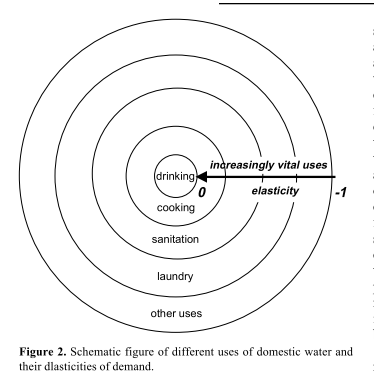 increasingly vital uses
drinking
0
elasticity
-1
cooking
sanitation
laundry
other uses
Figure 2. Schematic figure of different uses of domestic water and
their dlasticities of demand.